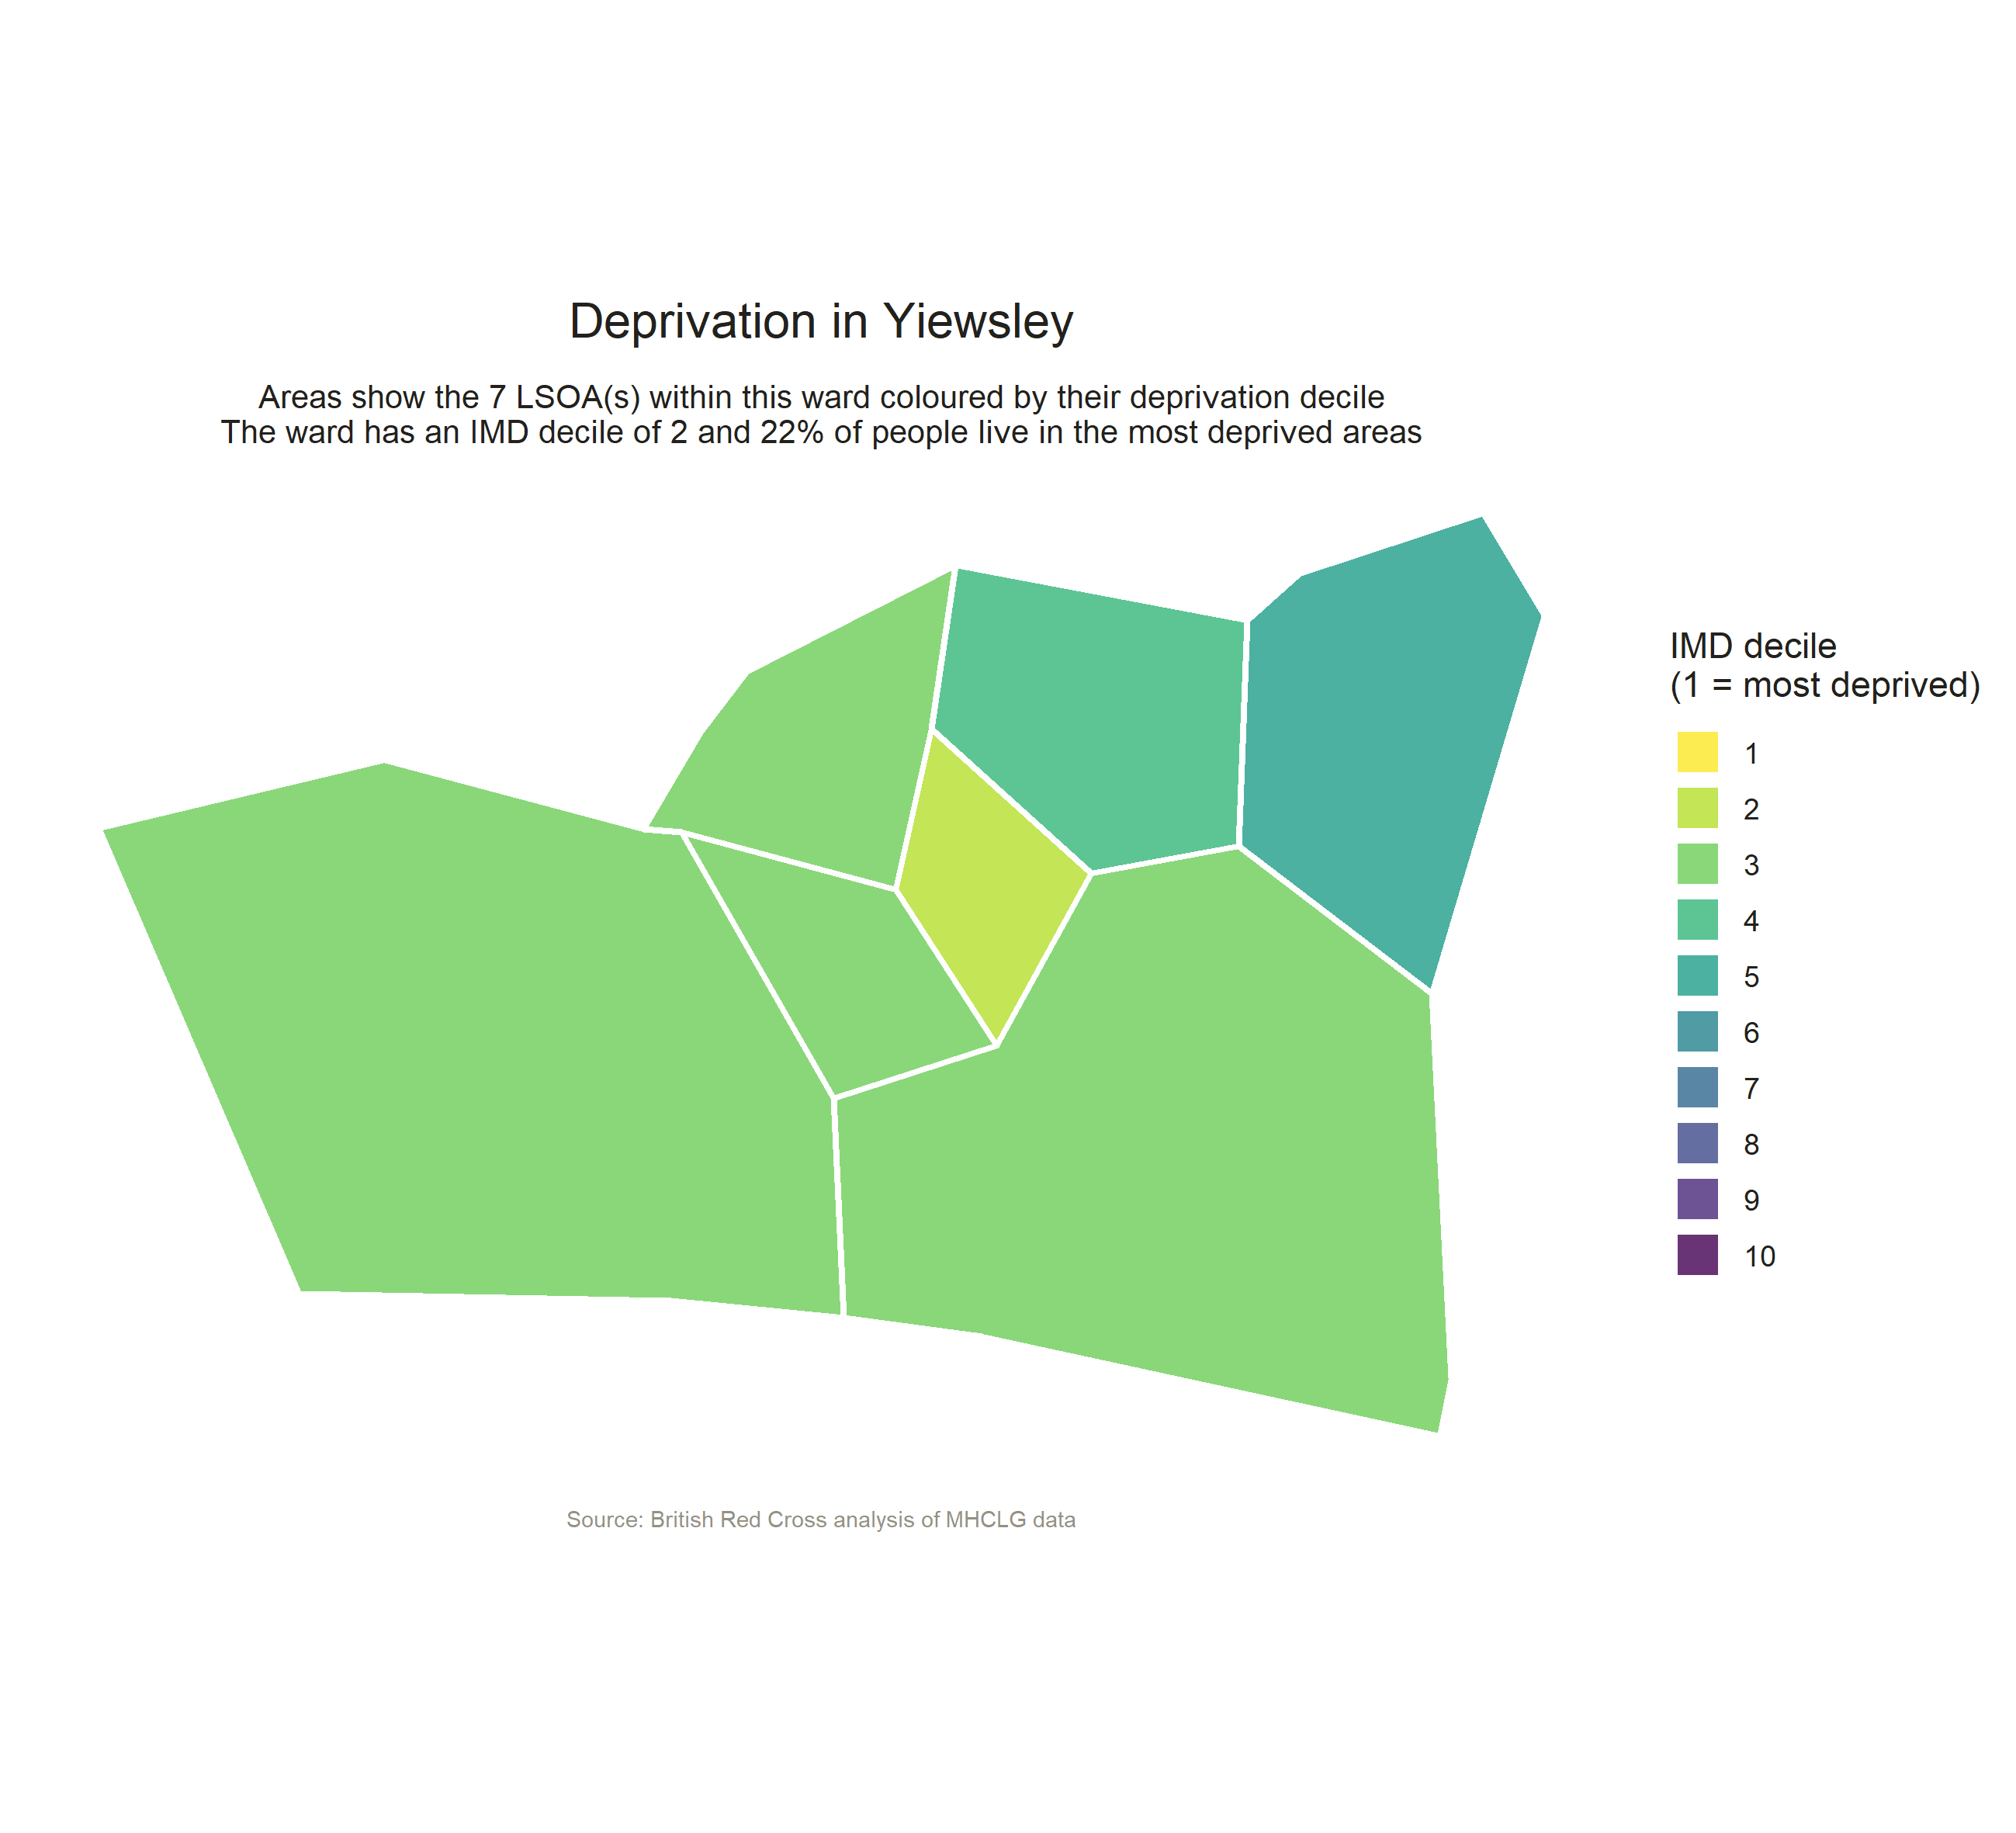 Deprivation in Yiewsley
Areas show the 7 LSOA(s) within this ward coloured by their deprivation decile
The ward has an IMD decile of 2 and 22% of people live in the most deprived areas
IMD decile
(1 = most deprived)
1
2
3
4
5
6
7
8
9
10
Source: British Red Cross analysis of MHCLG data